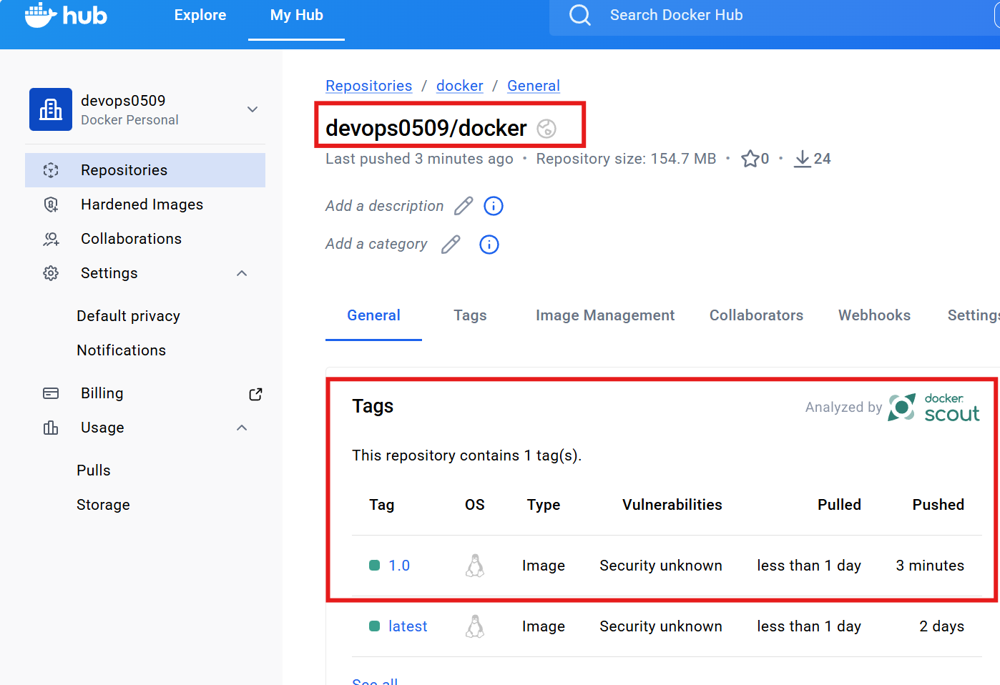 hub Explore My Hub Search Docker Hub
devops0509
Docker Personal
Repositories
Hardened Images
Collaborations
Settings
Default privacy
Notifications
Billing
Usage
Pulls
Storage
Repositories / docker / General
devops0509/docker
Last pushed 3 minutes ago • Repository size: 154.7 MB • 0 • 24
Add a description
Add a category
General Tags Image Management Collaborators Webhooks Settings
Tags Analyzed by docker scout
This repository contains 1 tag(s).
Tag OS Type Vulnerabilities Pulled Pushed
1.0 Image Security unknown less than 1 day 3 minutes
latest Image Security unknown less than 1 day 2 days
See all